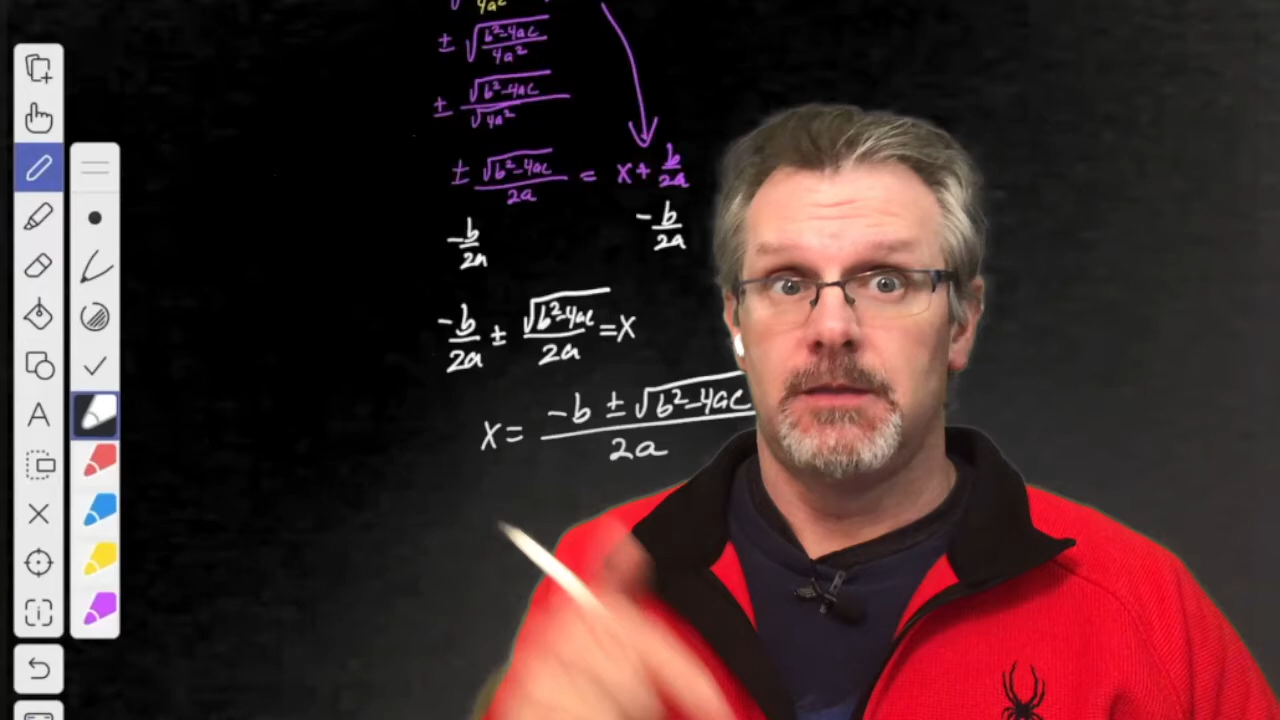 4ac
± √(b²-4ac / 4a²)
± √(b²-4ac) / √(4a²)
± √(b²-4ac) / 2a = x + b/2a
-b/2a -b/2a
-b/2a ± √(b²-4ac) / 2a = x
x = -b ± √(b²-4ac) / 2a
A